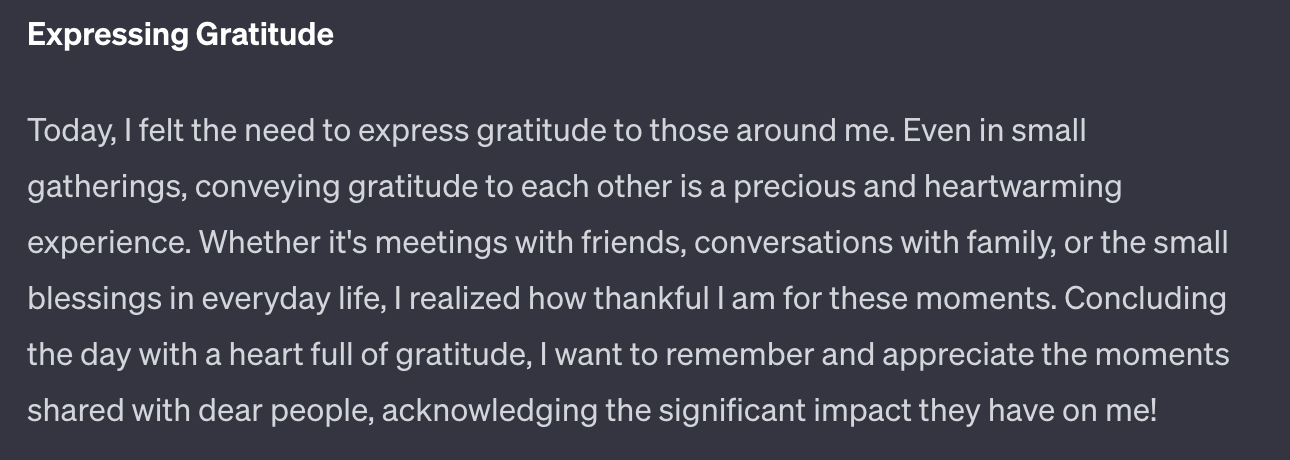 Expressing Gratitude
Today, I felt the need to express gratitude to those around me. Even in small
gatherings, conveying gratitude to each other is a precious and heartwarming
experience. Whether it's meetings with friends, conversations with family, or the small
blessings in everyday life, I realized how thankful I am for these moments. Concluding
the day with a heart full of gratitude, I want to remember and appreciate the moments
shared with dear people, acknowledging the significant impact they have on me!